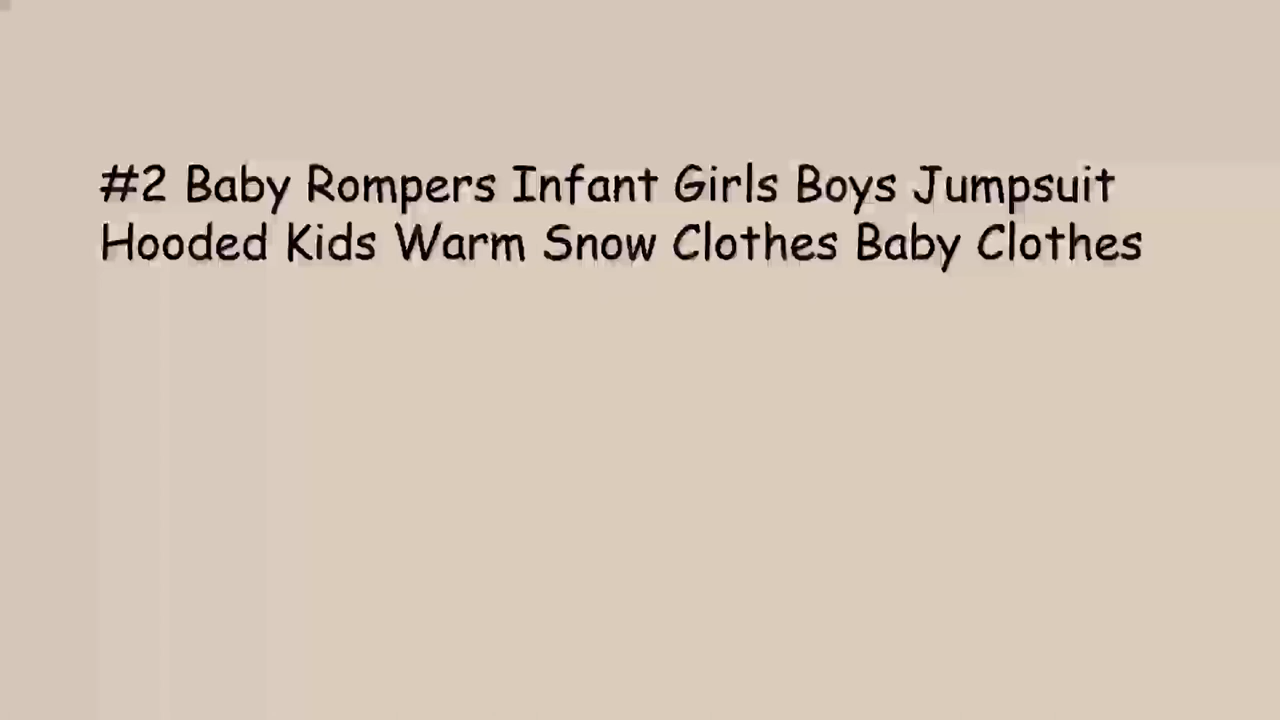 #2 Baby Rompers Infant Girls Boys Jumpsuit
Hooded Kids Warm Snow Clothes Baby Clothes